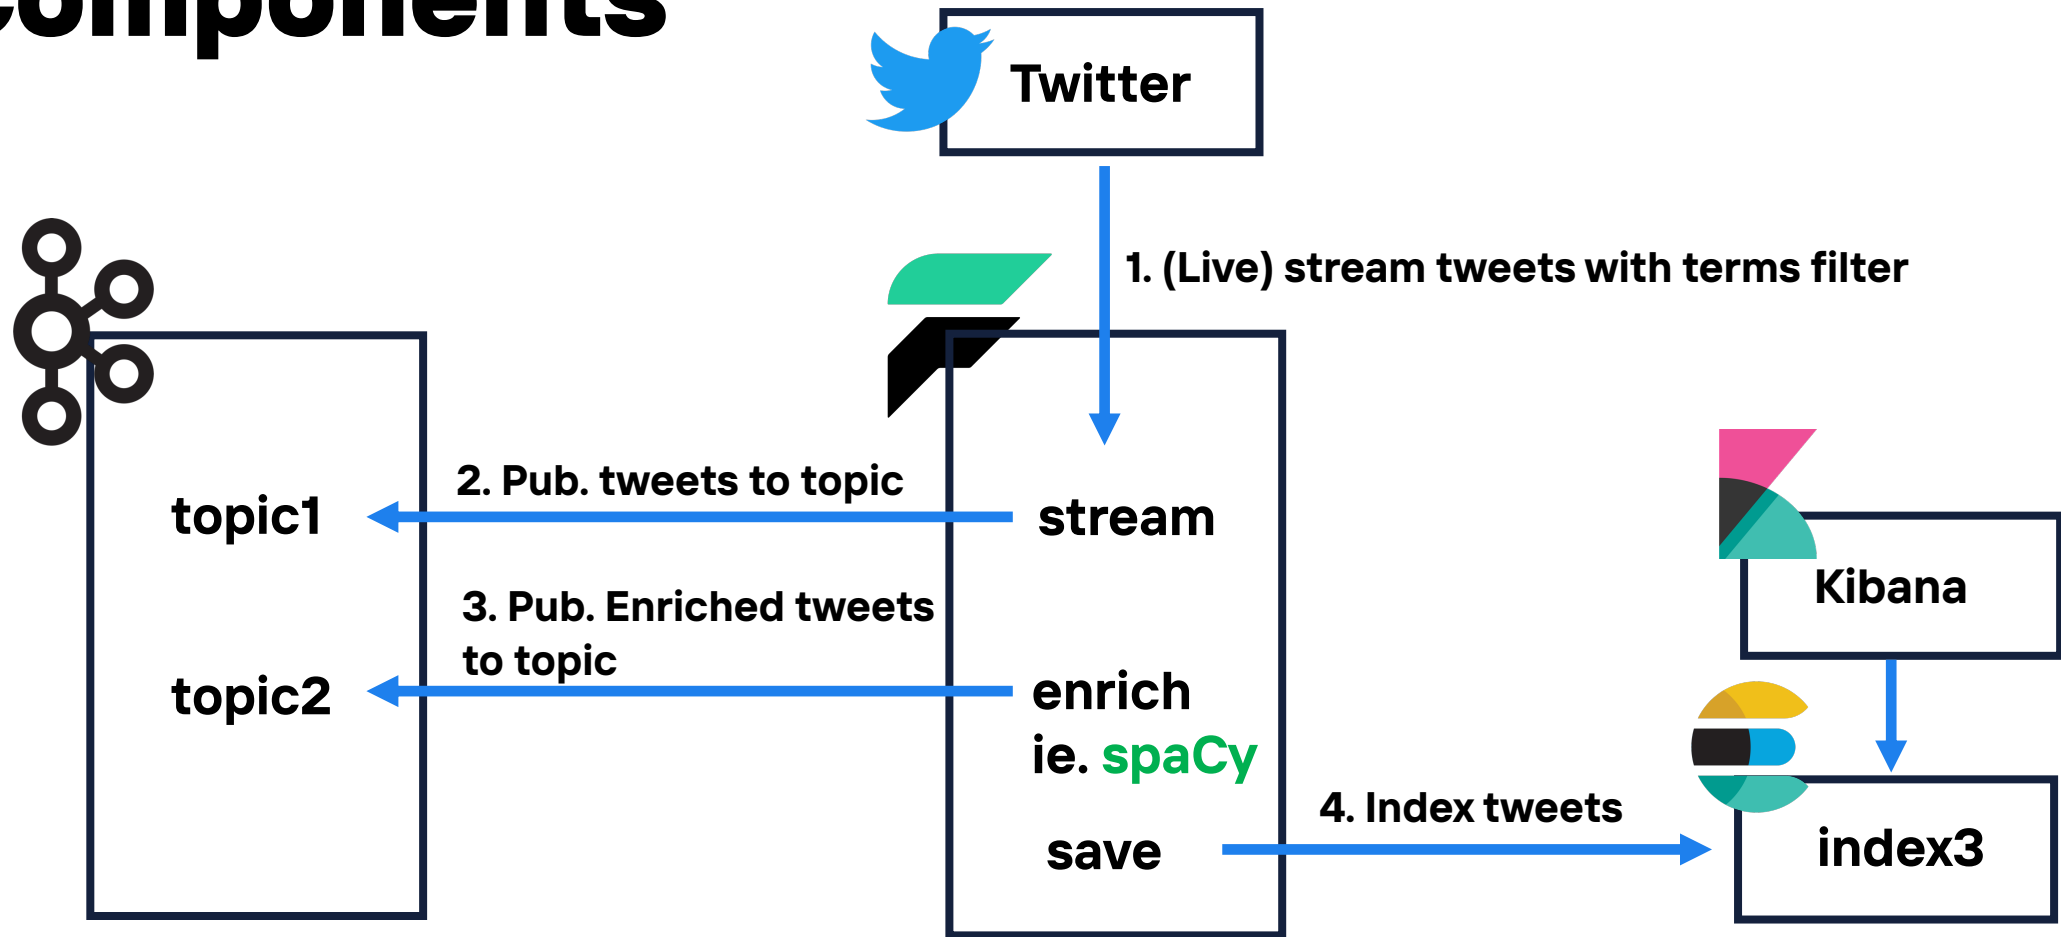 components
Twitter
1. (Live) stream tweets with terms filter
2. Pub. tweets to topic
topic1
stream
3. Pub. Enriched tweets
to topic
topic2
enrich
ie. spaCy
save
4. Index tweets
Kibana
index3